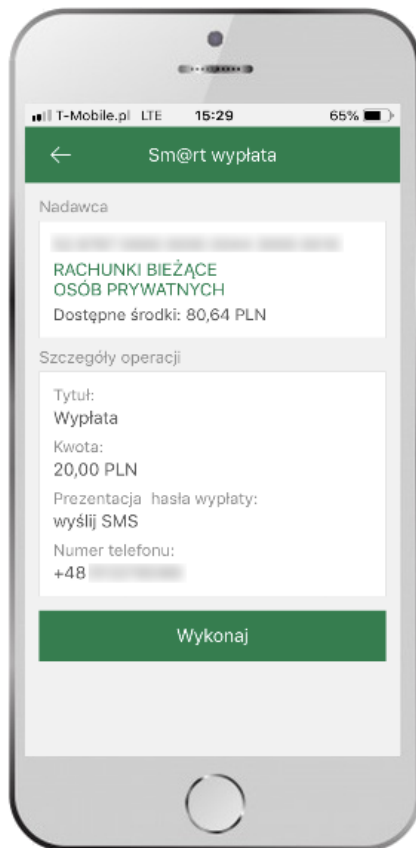 T-Mobile.pl LTE 15:29 65%
Sm@rt wypłata
Nadawca
RACHUNKI BIEŻĄCE
OSÓB PRYWATNYCH
Dostępne środki: 80,64 PLN
Szczegóły operacji
Tytuł:
Wypłata
Kwota:
20,00 PLN
Prezentacja hasła wypłaty:
wyślij SMS
Numer telefonu:
+48
Wykonaj